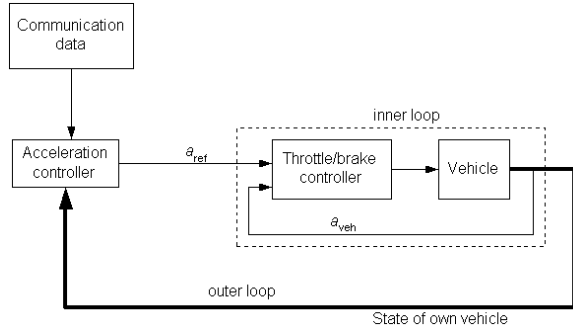 Communication
data
inner loop
Acceleration
controller
a_ref
Throttle/brake
controller
Vehicle
a_veh
outer loop
State of own vehicle